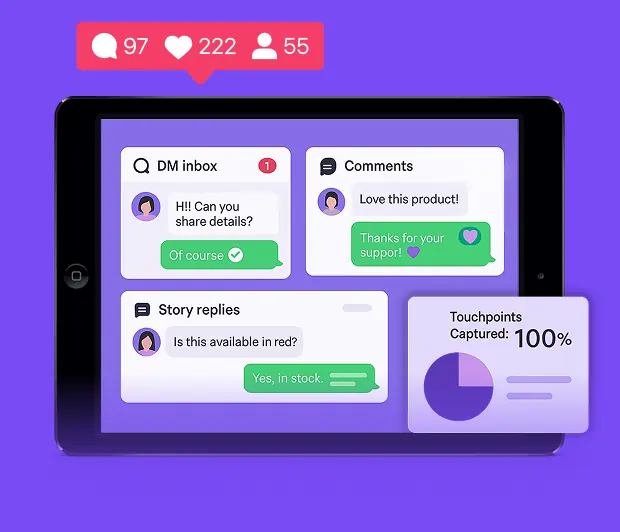 97 222 55
DM inbox 1
H!! Can you
share details?
Of course
Comments
Love this product!
Thanks for your
suppor!
Story replies
Is this available in red?
Yes, in stock.
Touchpoints
Captured: 100%